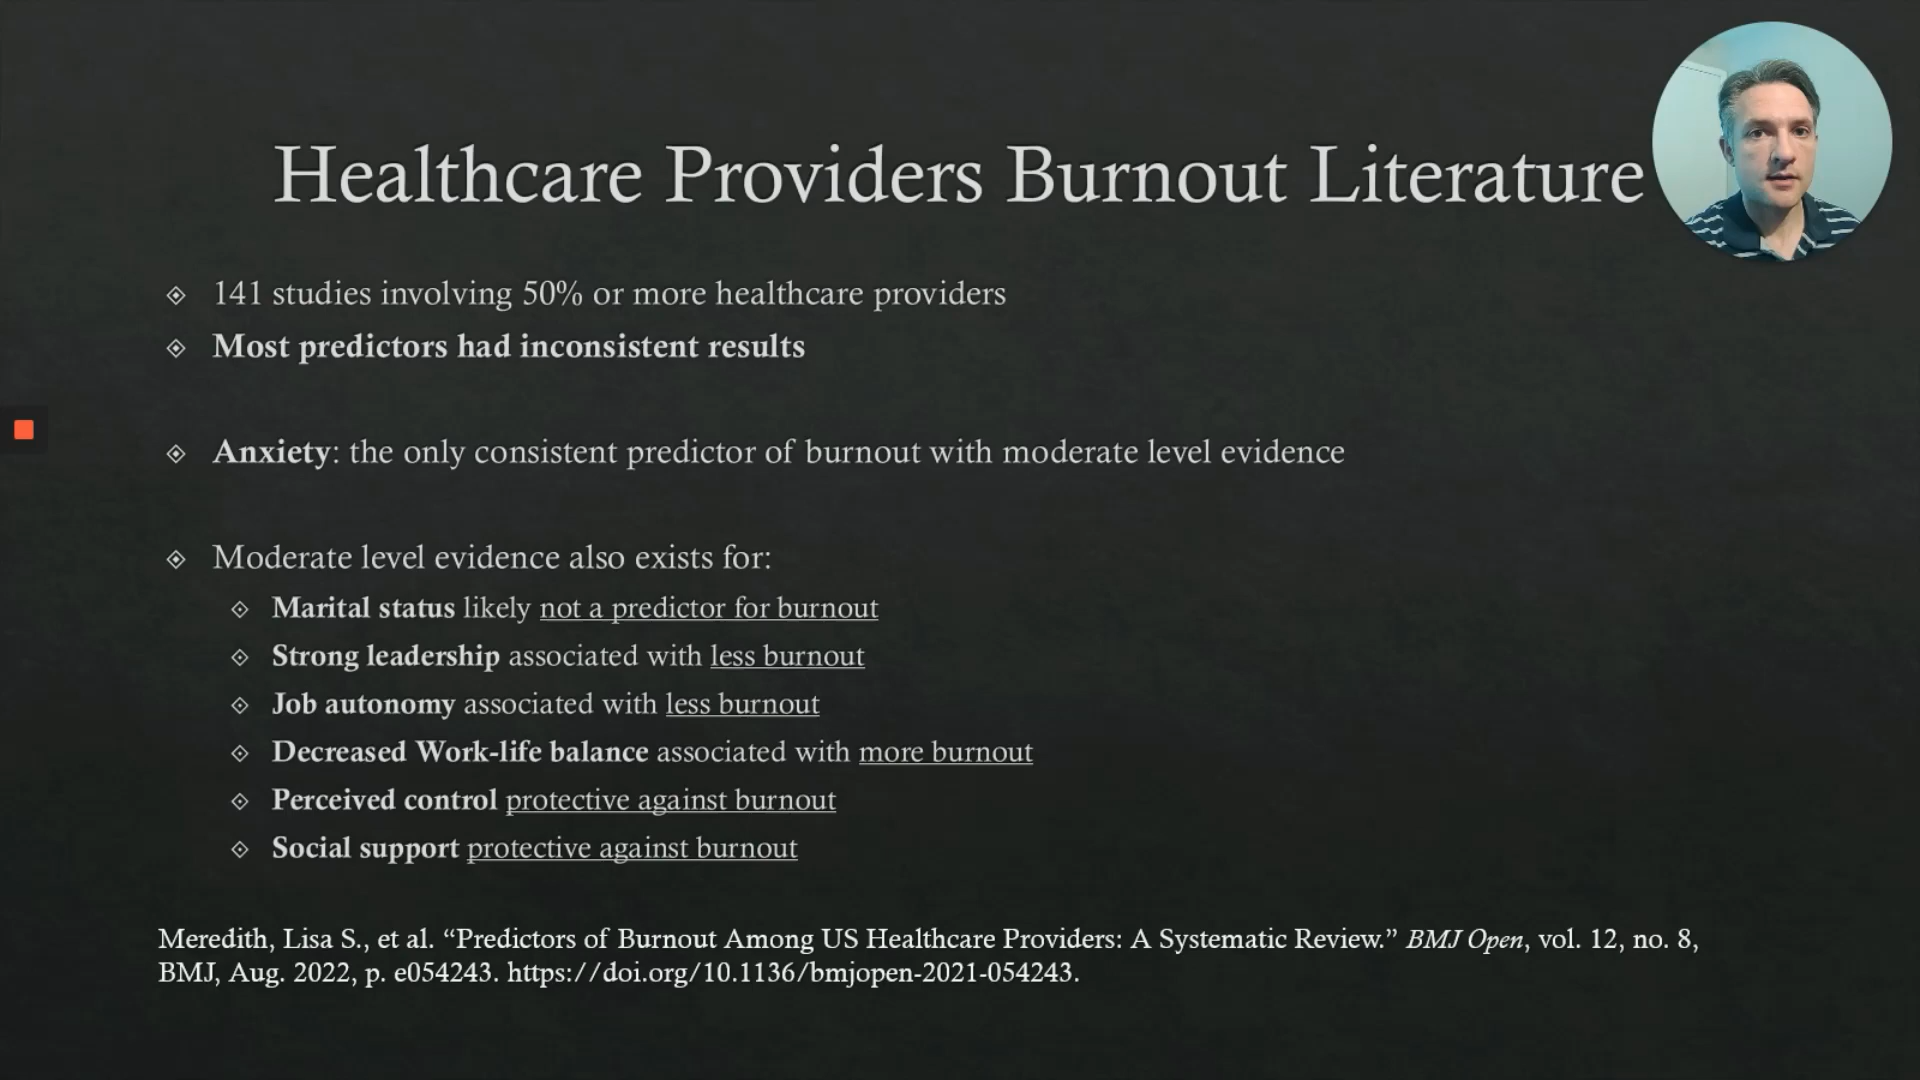 Healthcare Providers Burnout Literature
141 studies involving 50% or more healthcare providers
Most predictors had inconsistent results
Anxiety: the only consistent predictor of burnout with moderate level evidence
Moderate level evidence also exists for:
Marital status likely not a predictor for burnout
Strong leadership associated with less burnout
Job autonomy associated with less burnout
Decreased Work-life balance associated with more burnout
Perceived control protective against burnout
Social support protective against burnout
Meredith, Lisa S., et al. “Predictors of Burnout Among US Healthcare Providers: A Systematic Review.” BMJ Open, vol. 12, no. 8,
BMJ, Aug. 2022, p. e054243. https://doi.org/10.1136/bmjopen-2021-054243.